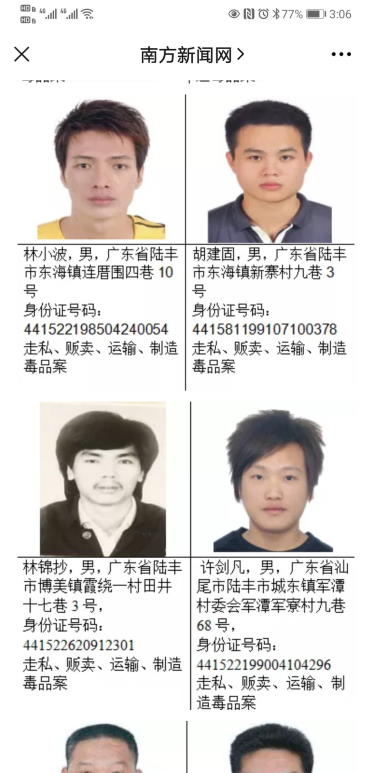 4G 4G 77% 3:06
南方新闻网
林小波，男，广东省陆丰
市东海镇连厝围四巷 10
号
身份证号码：
441522198504240054
走私、贩卖、运输、制造
毒品案
胡建固，男，广东省陆丰
市东海镇新寨村九巷 3
号
身份证号码：
441581199107100378
走私、贩卖、运输、制造
毒品案
林锦抄，男，广东省陆丰
市博美镇霞绕一村田井
十七巷 3 号，
身份证号码：
441522620912301
走私、贩卖、运输、制造
毒品案
许剑凡，男，广东省汕
尾市陆丰市城东镇军潭
村委会军潭军寮村九巷
68 号，
身份证号码：
441522199004104296
走私、贩卖、运输、制
造毒品案